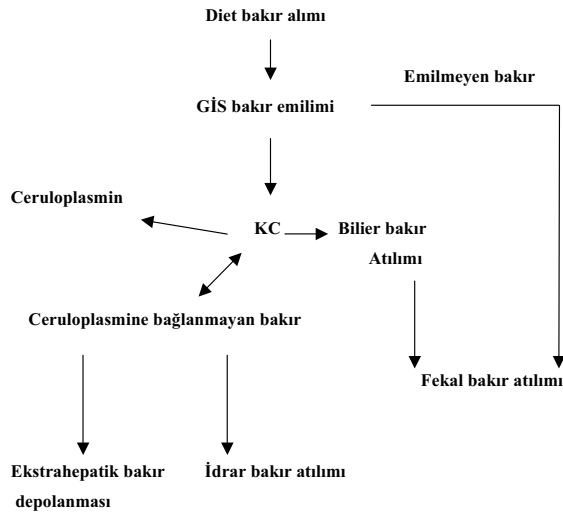 Diet bakır alımı
Emilmeyen bakır
GİS bakır emilimi
Ceruloplasmin
KC
Bilier bakır
Atılımı
Ceruloplasmine bağlanmayan bakır
Fekal bakır atılımı
Ekstrahepatik bakır
depolanması
İdrar bakır atılımı